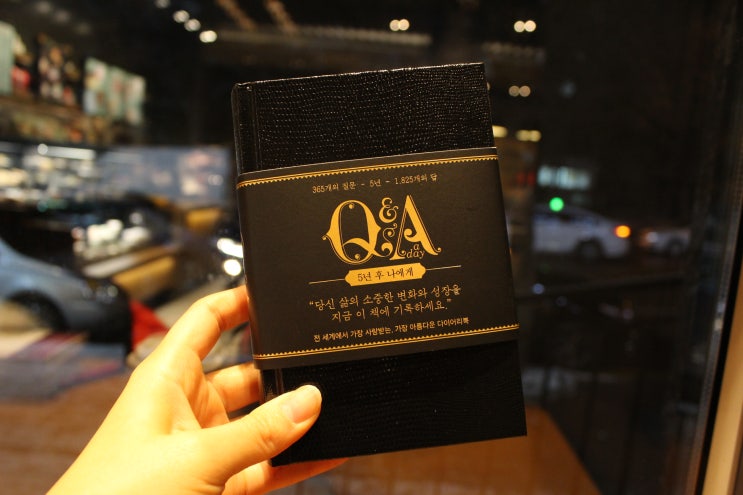 365개의 질문 - 5년 - 1,825개의 답
Q&A
a day
5년 후 나에게
“당신 삶의 소중한 변화와 성장을
지금 이 책에 기록하세요.”
전 세계에서 가장 사랑받는, 가장 아름다운 다이어리북